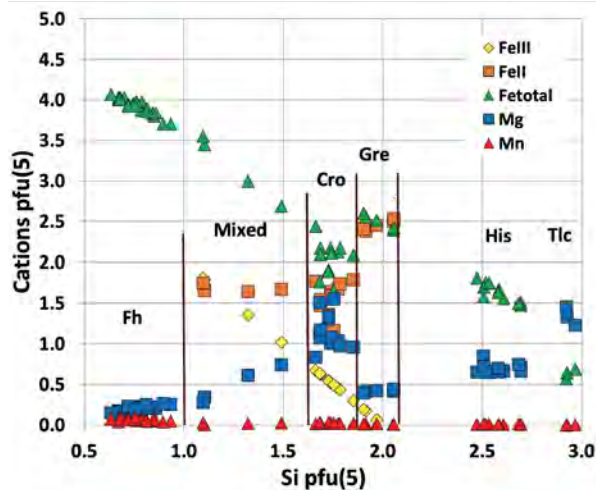 5.0
4.5
4.0
3.5
3.0
2.5
2.0
1.5
1.0
0.5
0.0
Cations pfu(5)
FeIII
FeII
Fetotal
Mg
Mn
Gre
Cro
Mixed
His
Tlc
Fh
0.5 1.0 1.5 2.0 2.5 3.0
Si pfu(5)